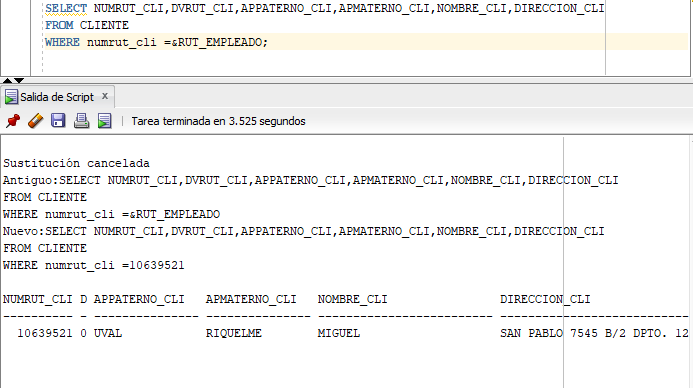 SELECT NUMRUT_CLI,DVRUT_CLI,APPATERNO_CLI,APMATERNO_CLI,NOMBRE_CLI,DIRECCION_CLI
FROM CLIENTE
WHERE numrut_cli =&RUT_EMPLEADO;
Salida de Script x
Tarea terminada en 3.525 segundos
Sustitución cancelada
Antiguo:SELECT NUMRUT_CLI,DVRUT_CLI,APPATERNO_CLI,APMATERNO_CLI,NOMBRE_CLI,DIRECCION_CLI
FROM CLIENTE
WHERE numrut_cli =&RUT_EMPLEADO
Nuevo:SELECT NUMRUT_CLI,DVRUT_CLI,APPATERNO_CLI,APMATERNO_CLI,NOMBRE_CLI,DIRECCION_CLI
FROM CLIENTE
WHERE numrut_cli =10639521
NUMRUT_CLI D APPATERNO_CLI APMATERNO_CLI NOMBRE_CLI DIRECCION_CLI
10639521 0 UVAL RIQUELME MIGUEL SAN PABLO 7545 B/2 DPTO. 12